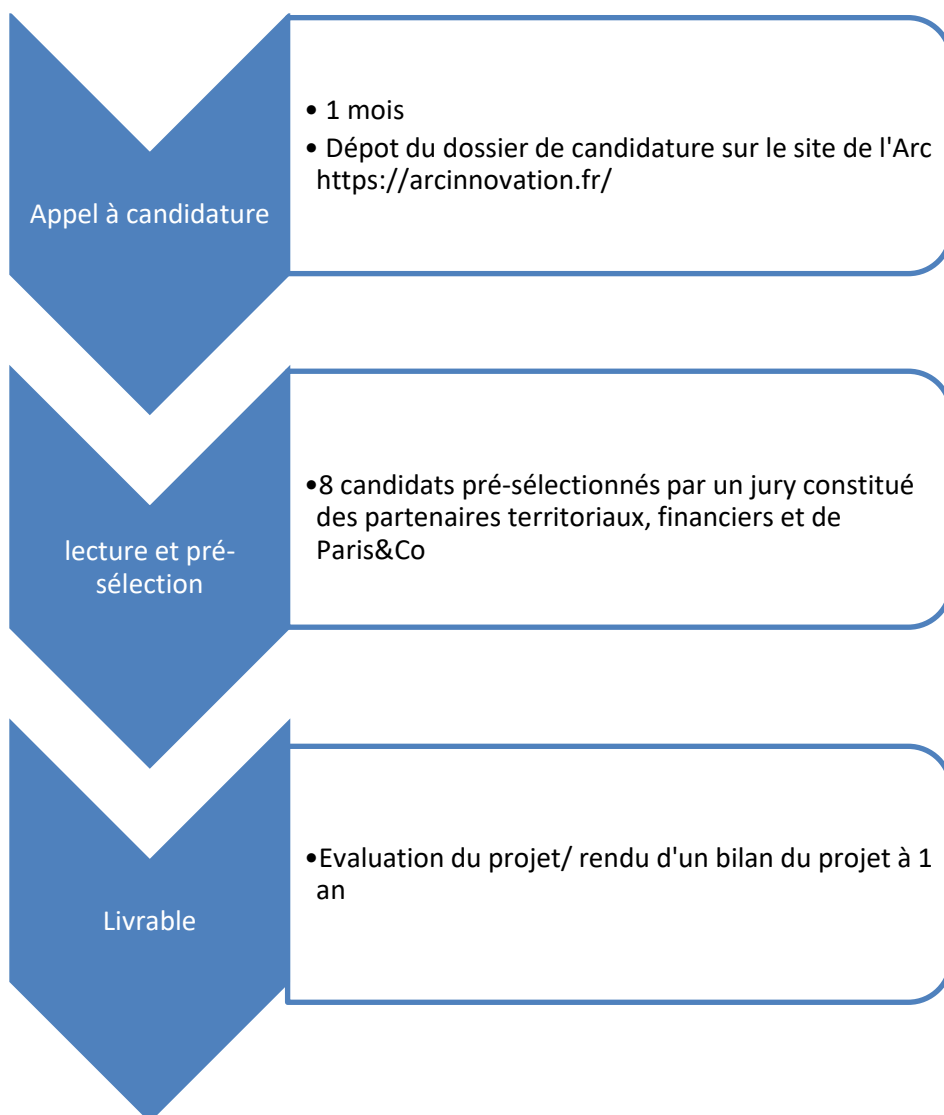 Appel à candidature
• 1 mois
• Dépot du dossier de candidature sur le site de l'Arc
https://arcinnovation.fr/
lecture et pré-
sélection
•8 candidats pré-sélectionnés par un jury constitué
des partenaires territoriaux, financiers et de
Paris&Co
Livrable
•Evaluation du projet/ rendu d'un bilan du projet à 1
an